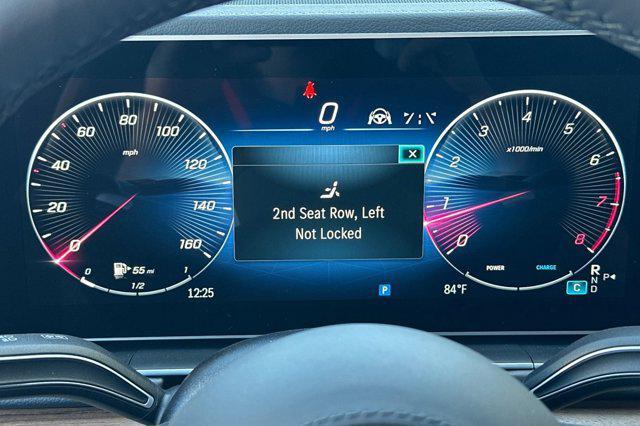 0
mph
0
20
40
60
80
100
120
140
160
mph
0
1/2
1
55 mi
12:25
X
2nd Seat Row, Left
Not Locked
P
0
1
2
3
4
5
6
7
8
x1000/min
POWER
CHARGE
84°F
C
R
N
D
P